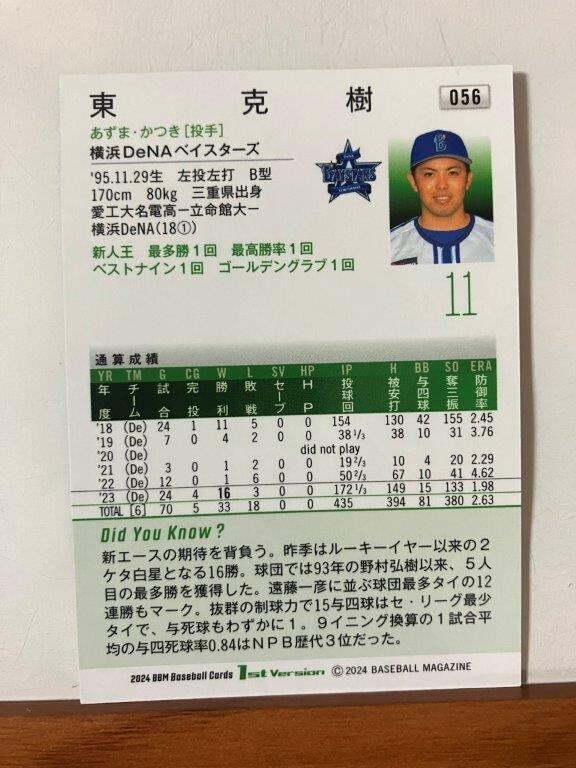 東 克 樹 056
あずま・かつき[投手]
横浜DeNAベイスターズ
'95.11.29生 左投左打 B型
170cm 80kg 三重県出身
愛工大名電高ー立命館大ー
横浜DeNA(18①)
新人王 最多勝1回 最高勝率1回
ベストナイン1回 ゴールデングラブ1回
BAYSTARS
11
通算成績
YR TM G CG W L SV HP IP H BB SO ERA
年度 チーム 試合 完投 勝利 敗戦 セーブ HP 投球回 被安打 与四球 奪三振 防御率
'18 (De) 24 1 11 5 0 0 154 130 42 155 2.45
'19 (De) 7 0 4 2 0 0 38 1/3 38 10 31 3.76
'20 (De) did not play
'21 (De) 3 0 1 2 0 0 19 2/3 10 4 20 2.29
'22 (De) 12 0 1 6 0 0 50 2/3 67 10 41 4.62
'23 (De) 24 4 16 3 0 0 172 1/3 149 15 133 1.98
TOTAL [6] 70 5 33 18 0 0 435 394 81 380 2.63
Did You Know?
新エースの期待を背負う。昨季はルーキーイヤー以来の2
ケタ白星となる16勝。球団では93年の野村弘樹以来、5人
目の最多勝を獲得した。遠藤一彦に並ぶ球団最多タイの12
連勝もマーク。抜群の制球力で15与四球はセ・リーグ最少
タイで、与死球もわずかに1。9イニング換算の1試合平
均の与四死球率0.84はNPB歴代3位だった。
2024 BBM Baseball Cards 1st Version © 2024 BASEBALL MAGAZINE